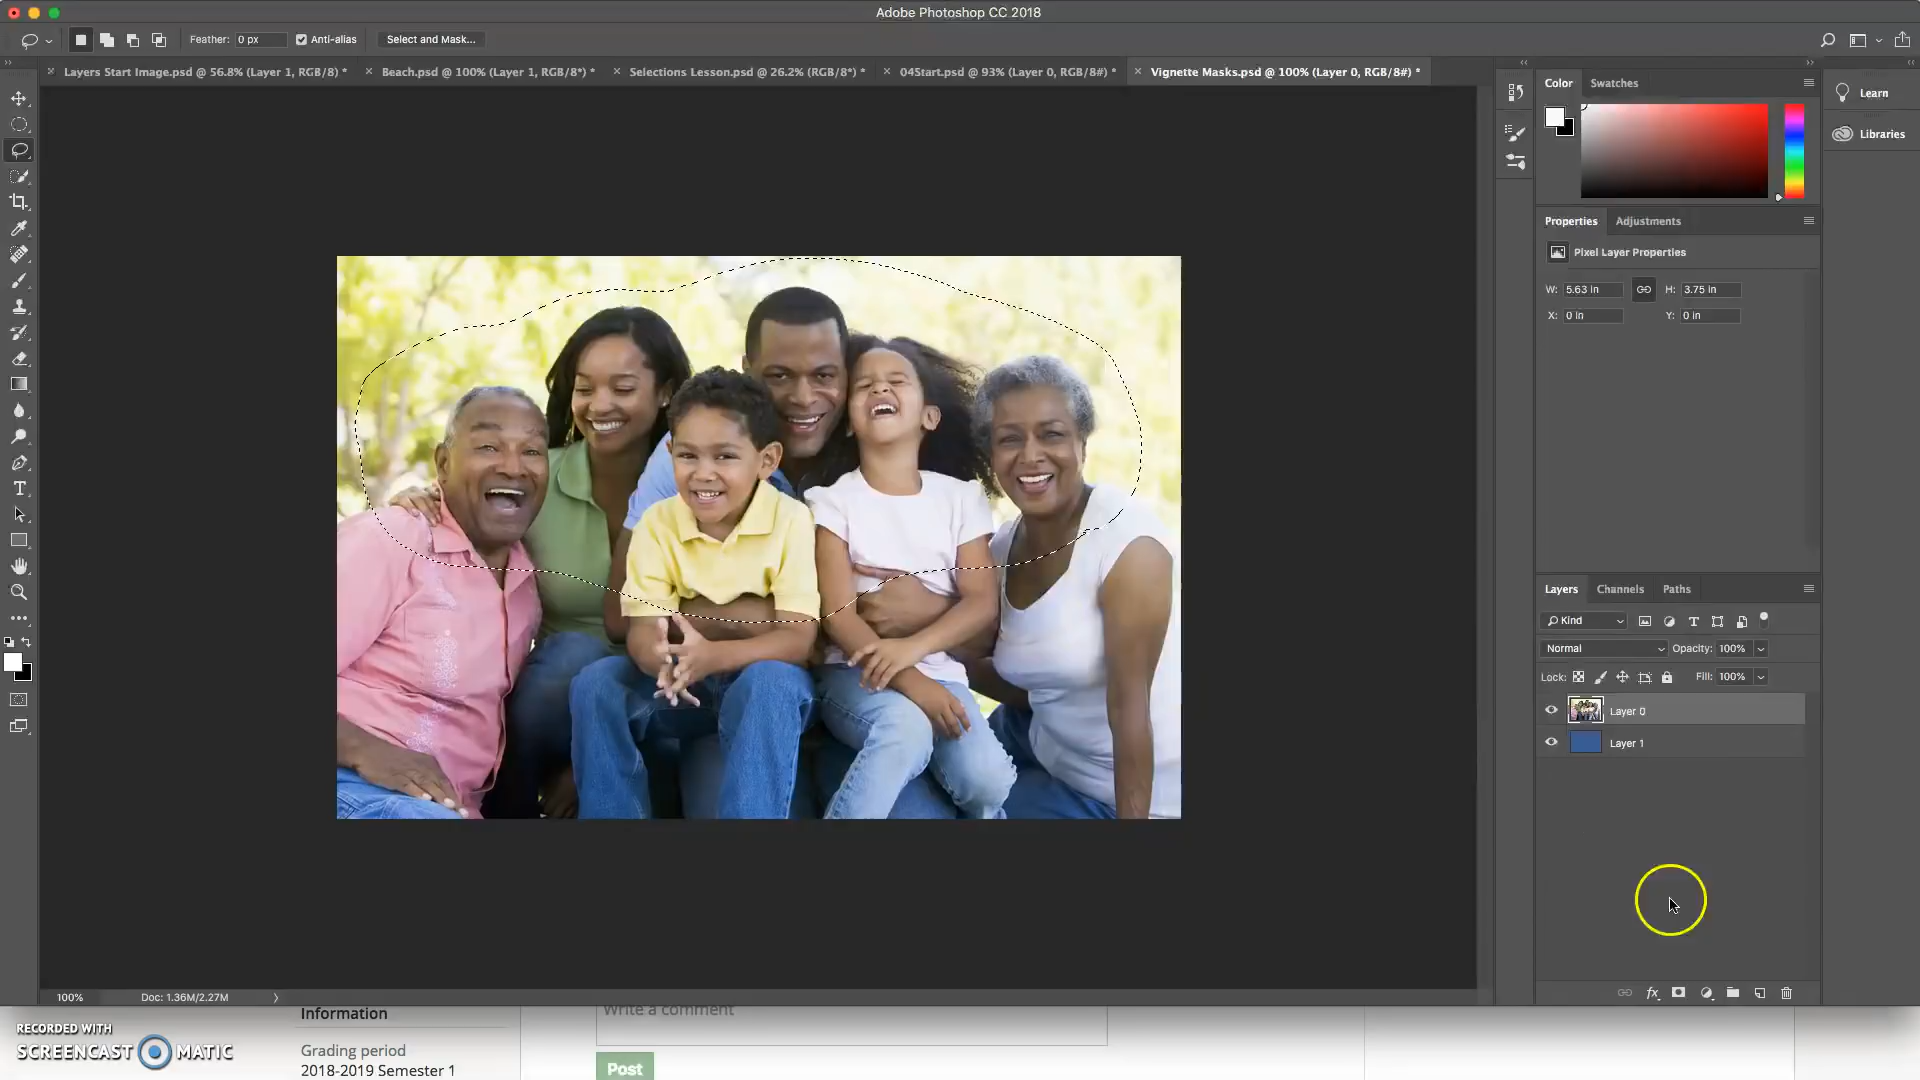 Adobe Photoshop CC 2018
Feather: 0 px Anti-alias Select and Mask...
Layers Start Image.psd @ 56.8% (Layer 1, RGB/8) * Beach.psd @ 100% (Layer 1, RGB/8*) * Selections Lesson.psd @ 26.2% (RGB/8*) * 04Start.psd @ 93% (Layer 0, RGB/8#) * Vignette Masks.psd @ 100% (Layer 0, RGB/8#) *
Color Swatches
Learn
Libraries
Properties Adjustments
Pixel Layer Properties
W: 5.63 in H: 3.75 in
X: 0 in Y: 0 in
Layers Channels Paths
Kind
Normal Opacity: 100%
Lock: Fill: 100%
Layer 0
Layer 1
fx
100% Doc: 1.36M/2.27M
Information
Write a comment
RECORDED WITH
SCREENCAST MATIC
Grading period
2018-2019 Semester 1
Post